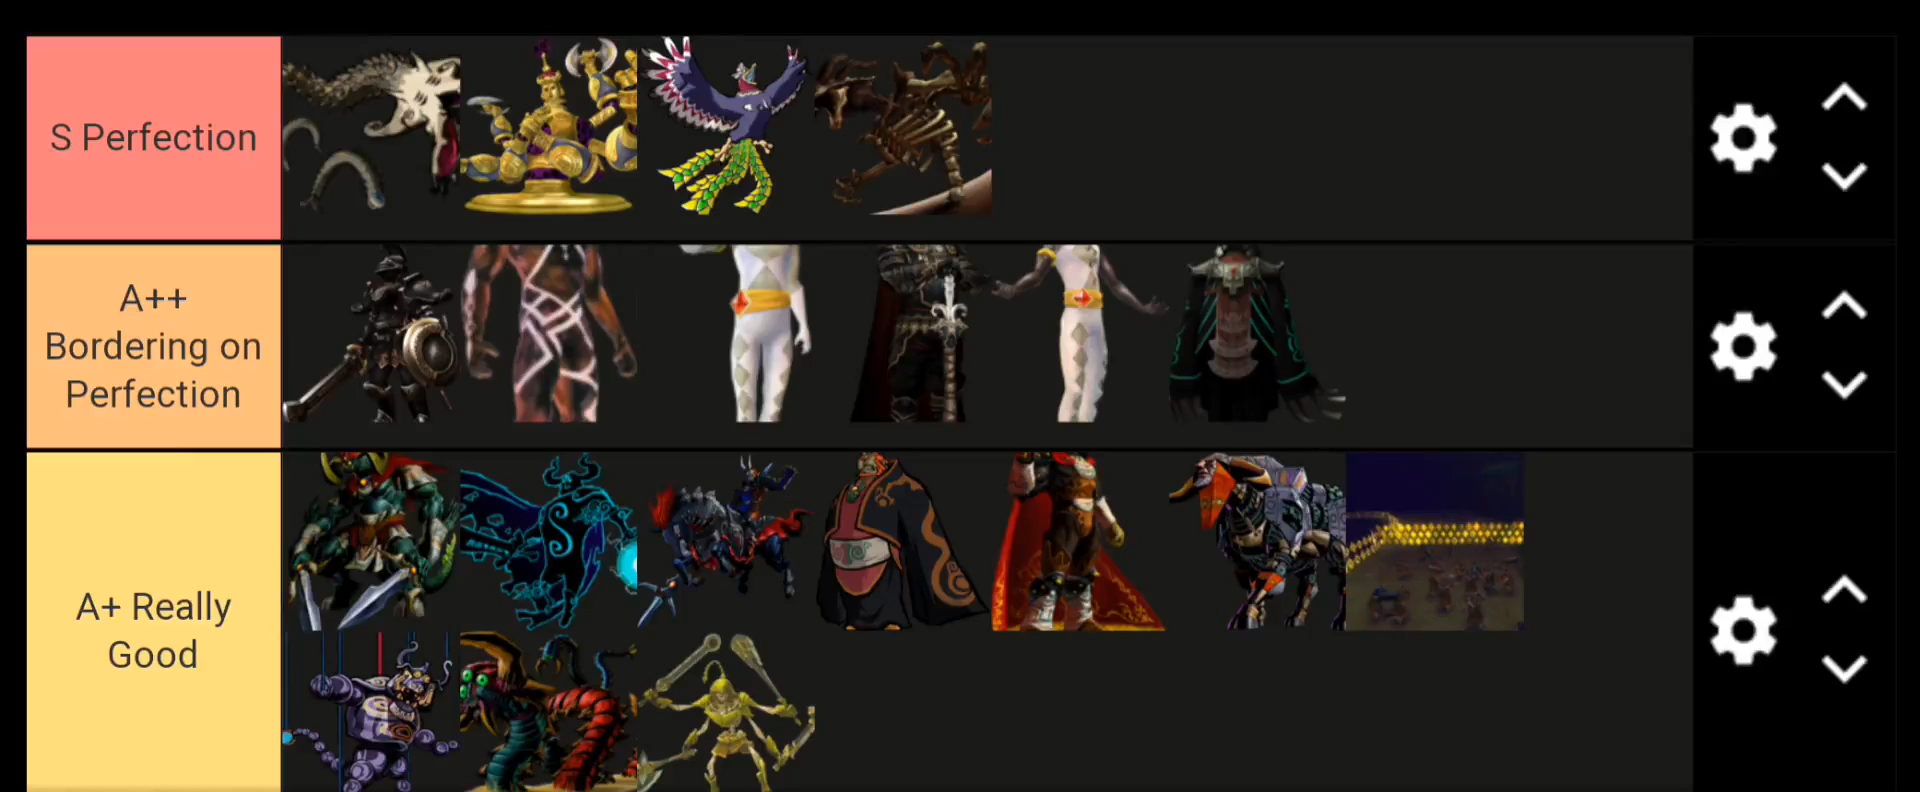 S Perfection
A++
Bordering on
Perfection
A+ Really
Good